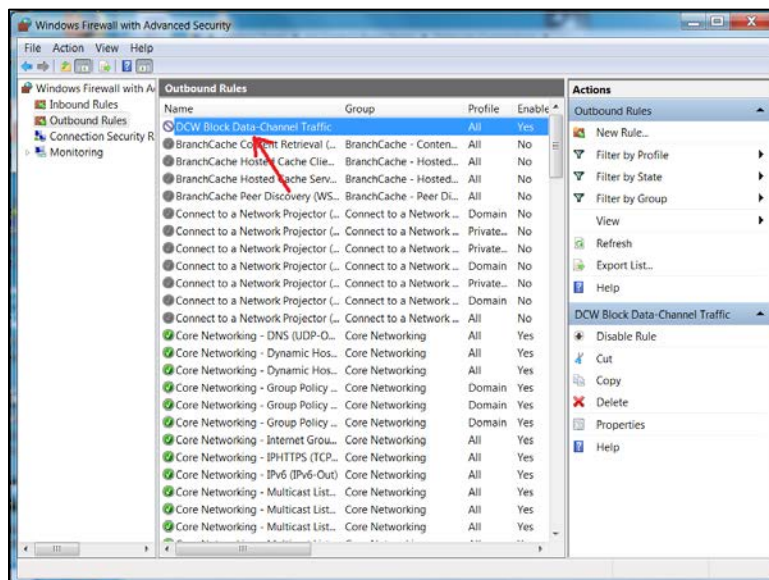 Windows Firewall with Advanced Security
File Action View Help
Windows Firewall with A
Inbound Rules
Outbound Rules
Connection Security R
Monitoring
Outbound Rules
Name Group Profile Enable
DCW Block Data-Channel Traffic All Yes
BranchCache Content Retrieval (... BranchCache - Conten... All No
BranchCache Hosted Cache Clie... BranchCache - Hosted... All No
BranchCache Hosted Cache Serv... BranchCache - Hosted... All No
BranchCache Peer Discovery (WS... BranchCache - Peer Di... All No
Connect to a Network Projector (... Connect to a Network ... Domain No
Connect to a Network Projector (... Connect to a Network ... Private... No
Connect to a Network Projector (... Connect to a Network ... Private... No
Connect to a Network Projector (... Connect to a Network ... Domain No
Connect to a Network Projector (... Connect to a Network ... Private... No
Connect to a Network Projector (... Connect to a Network ... Domain No
Connect to a Network Projector (... Connect to a Network ... All No
Core Networking - DNS (UDP-O... Core Networking All Yes
Core Networking - Dynamic Hos... Core Networking All Yes
Core Networking - Dynamic Hos... Core Networking All Yes
Core Networking - Group Policy ... Core Networking Domain Yes
Core Networking - Group Policy ... Core Networking Domain Yes
Core Networking - Group Policy ... Core Networking Domain Yes
Core Networking - Internet Grou... Core Networking All Yes
Core Networking - IPHTTPS (TCP... Core Networking All Yes
Core Networking - IPv6 (IPv6-Out) Core Networking All Yes
Core Networking - Multicast List... Core Networking All Yes
Core Networking - Multicast List... Core Networking All Yes
Core Networking - Multicast List... Core Networking All Yes
Actions
Outbound Rules
New Rule...
Filter by Profile
Filter by State
Filter by Group
View
Refresh
Export List...
Help
DCW Block Data-Channel Traffic
Disable Rule
Cut
Copy
Delete
Properties
Help